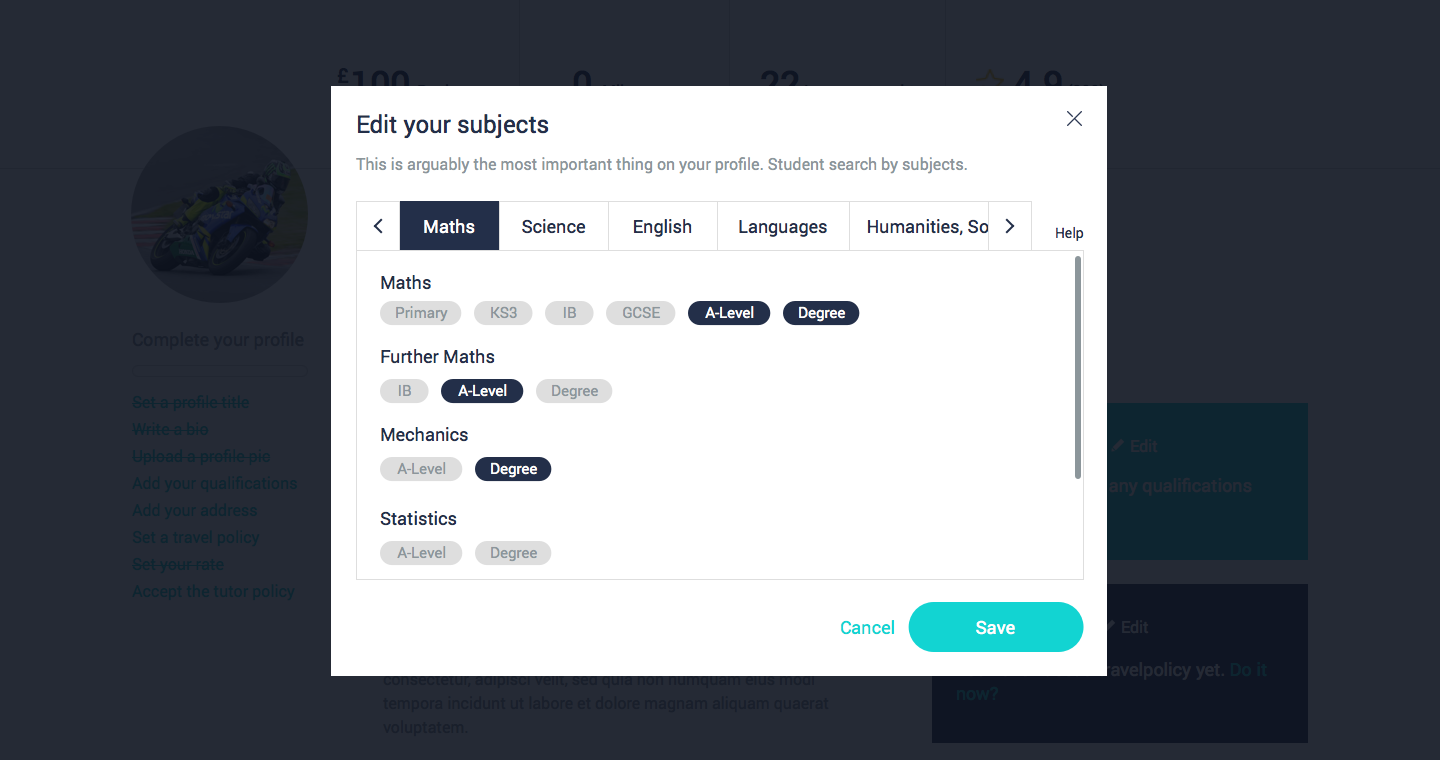 £100
0
22
4.9
Edit your subjects
This is arguably the most important thing on your profile. Student search by subjects.
Maths Science English Languages Humanities, So
Help
Maths
Primary KS3 IB GCSE A-Level Degree
Further Maths
IB A-Level Degree
Mechanics
A-Level Degree
Statistics
A-Level Degree
Cancel Save
Complete your profile
Set a profile title
Write a bio
Upload a profile pic
Add your qualifications
Add your address
Set a travel policy
Set your rate
Accept the tutor policy
Edit
any qualifications
Edit
ravelpolicy yet. Do it
now?
consectetur, adipisci velit, sed quia non numquam eius modi
tempora incidunt ut labore et dolore magnam aliquam quaerat
voluptatem.